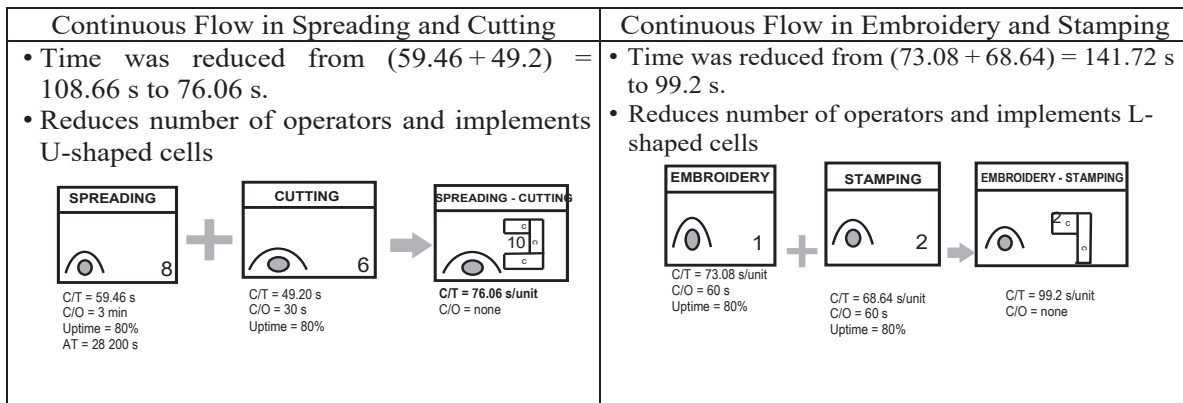 Continuous Flow in Spreading and Cutting
• Time was reduced from (59.46 + 49.2) =
108.66 s to 76.06 s.
• Reduces number of operators and implements
U-shaped cells
SPREADING
8
C/T = 59.46 s
C/O = 3 min
Uptime = 80%
AT = 28 200 s
CUTTING
6
C/T = 49.20 s
C/O = 30 s
Uptime = 80%
SPREADING - CUTTING
c
10 c
c
C/T = 76.06 s/unit
C/O = none
Continuous Flow in Embroidery and Stamping
• Time was reduced from (73.08 + 68.64) = 141.72 s
to 99.2 s.
• Reduces number of operators and implements L-
shaped cells
EMBROIDERY
1
C/T = 73.08 s/unit
C/O = 60 s
Uptime = 80%
STAMPING
2
C/T = 68.64 s/unit
C/O = 60 s
Uptime = 80%
EMBROIDERY - STAMPING
2 c
c
C/T = 99.2 s/unit
C/O = none